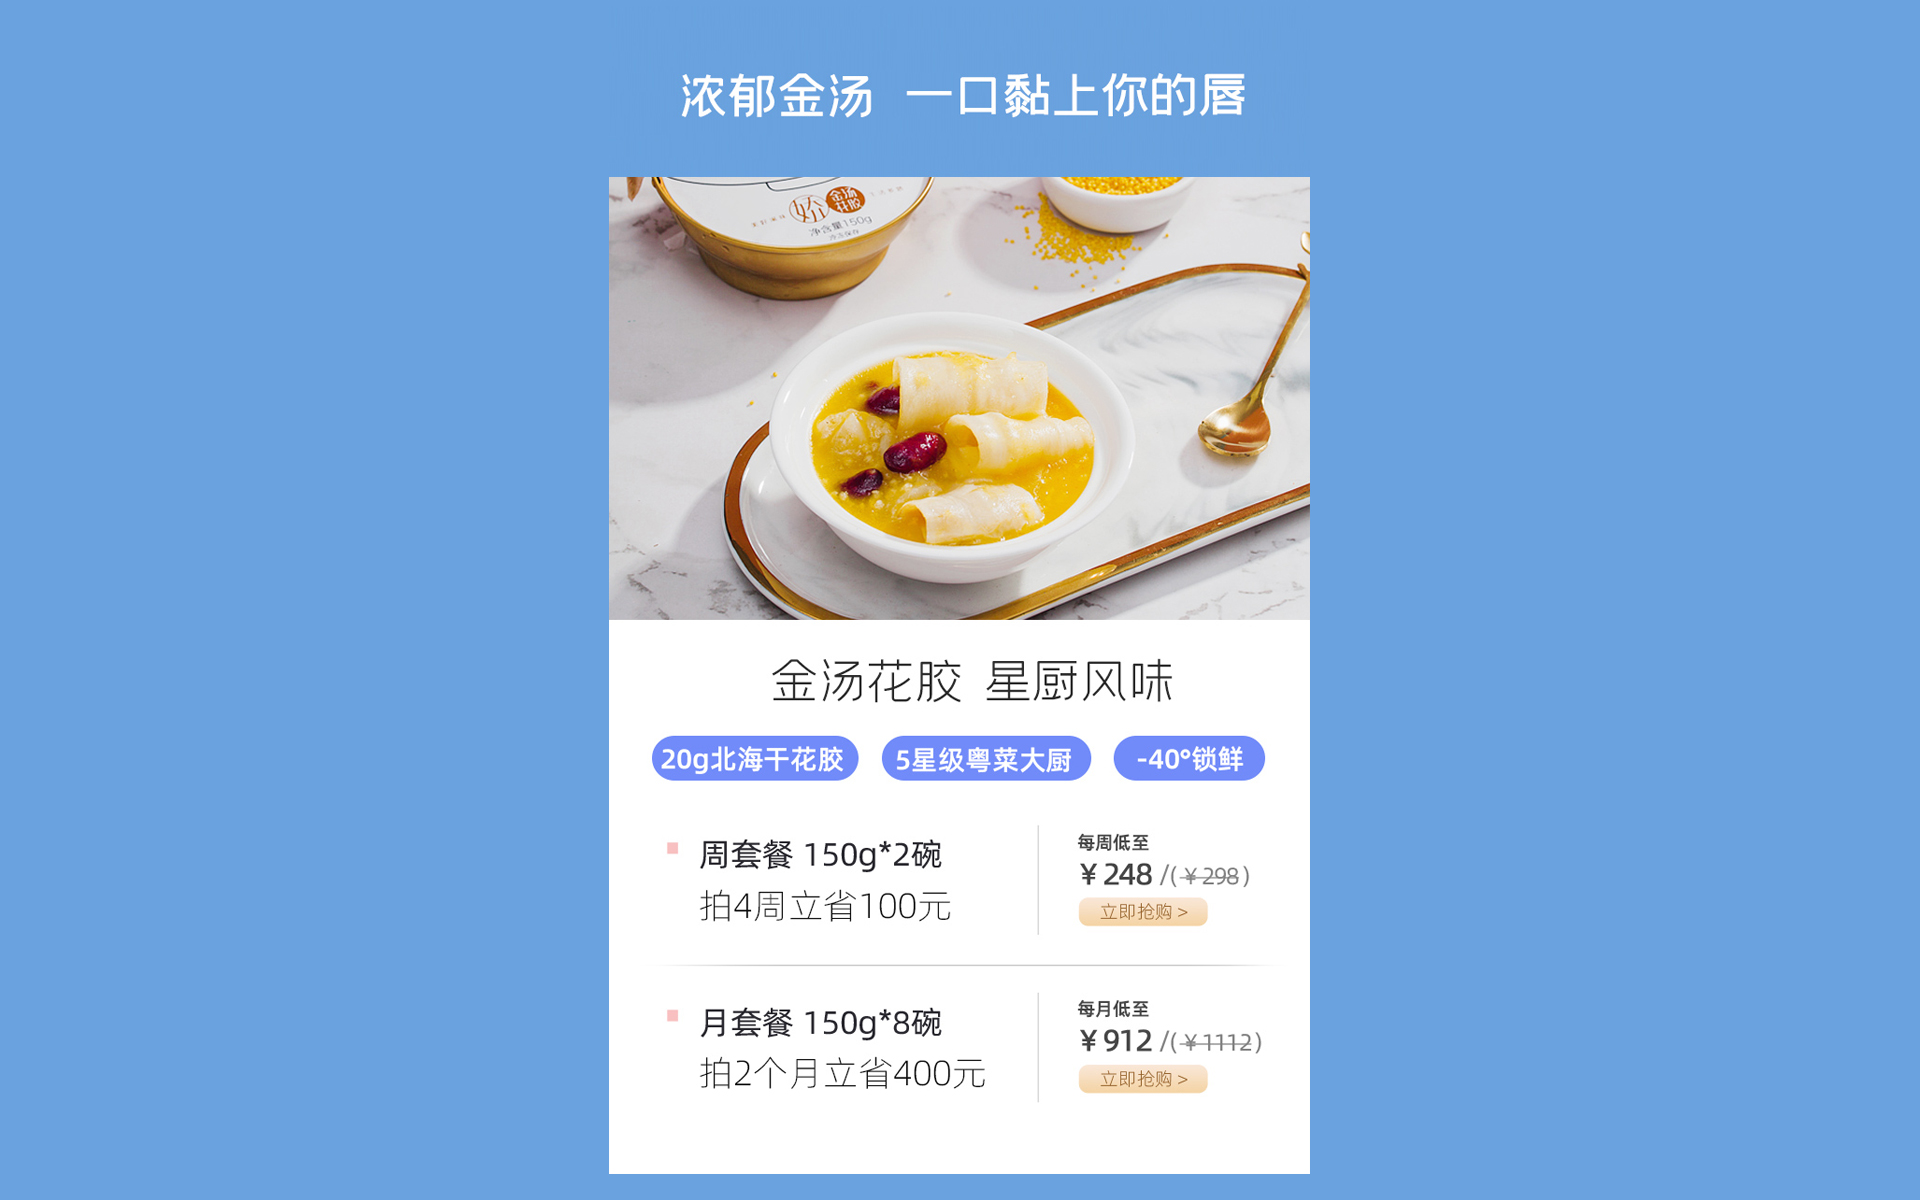 浓郁金汤 一口黏上你的唇
娇
金汤
花胶
净含量150g
金汤花胶 星厨风味
20g北海干花胶 5星级粤菜大厨 -40°锁鲜
周套餐 150g*2碗
拍4周立省100元
每周低至
¥248 /(¥298)
立即抢购 >
月套餐 150g*8碗
拍2个月立省400元
每月低至
¥912 /(¥1112)
立即抢购 >